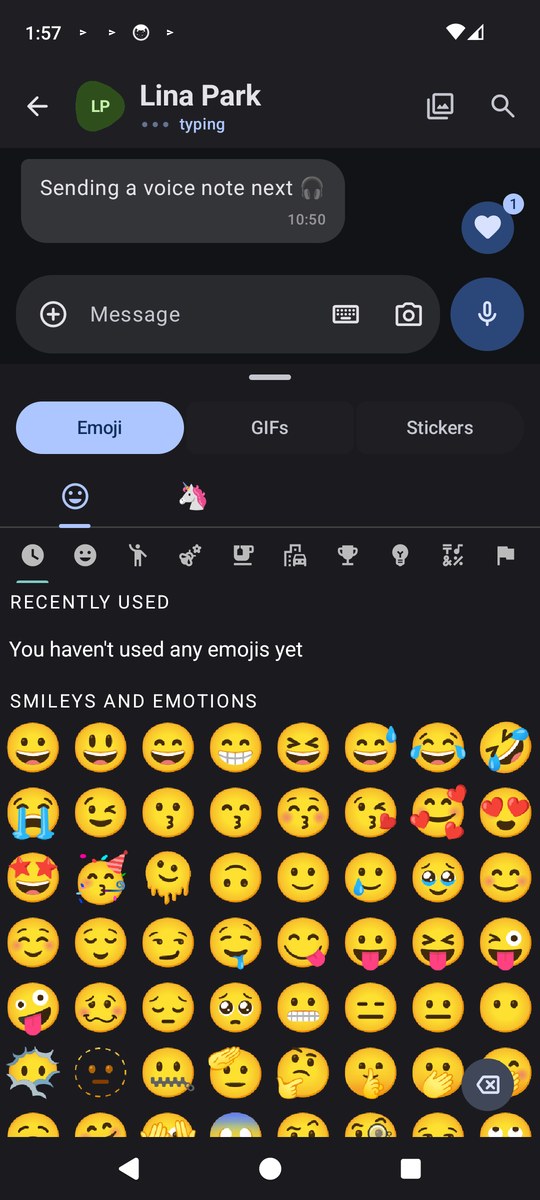 1:57
LP
Lina Park
typing
Sending a voice note next 🎧
10:50
1
Message
Emoji
GIFs
Stickers
RECENTLY USED
You haven't used any emojis yet
SMILEYS AND EMOTIONS